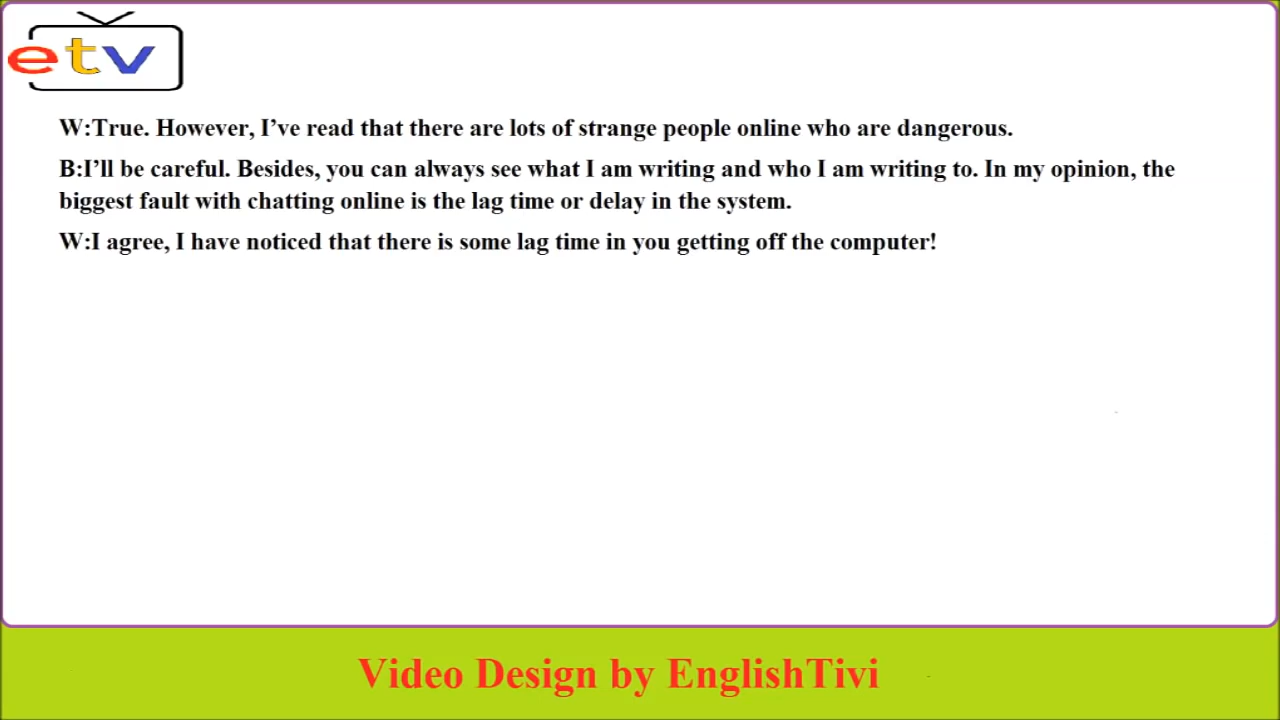 etv
W:True. However, I’ve read that there are lots of strange people online who are dangerous.
B:I’ll be careful. Besides, you can always see what I am writing and who I am writing to. In my opinion, the
biggest fault with chatting online is the lag time or delay in the system.
W:I agree, I have noticed that there is some lag time in you getting off the computer!
Video Design by EnglishTivi